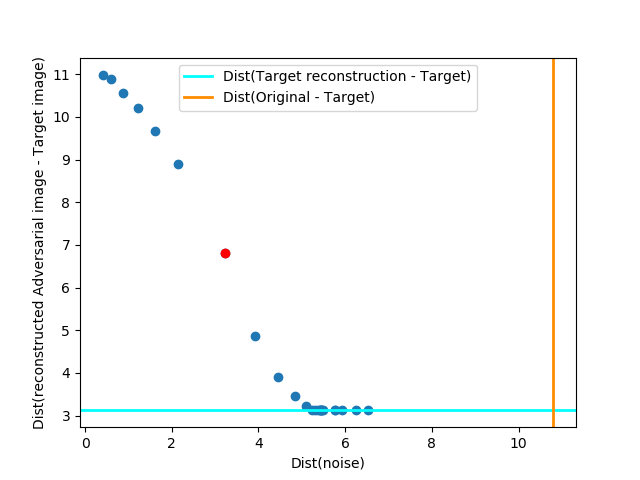 Dist(Target reconstruction - Target)
Dist(Original - Target)
Dist(reconstructed Adversarial image - Target image)
11
10
9
8
7
6
5
4
3
0 2 4 6 8 10
Dist(noise)